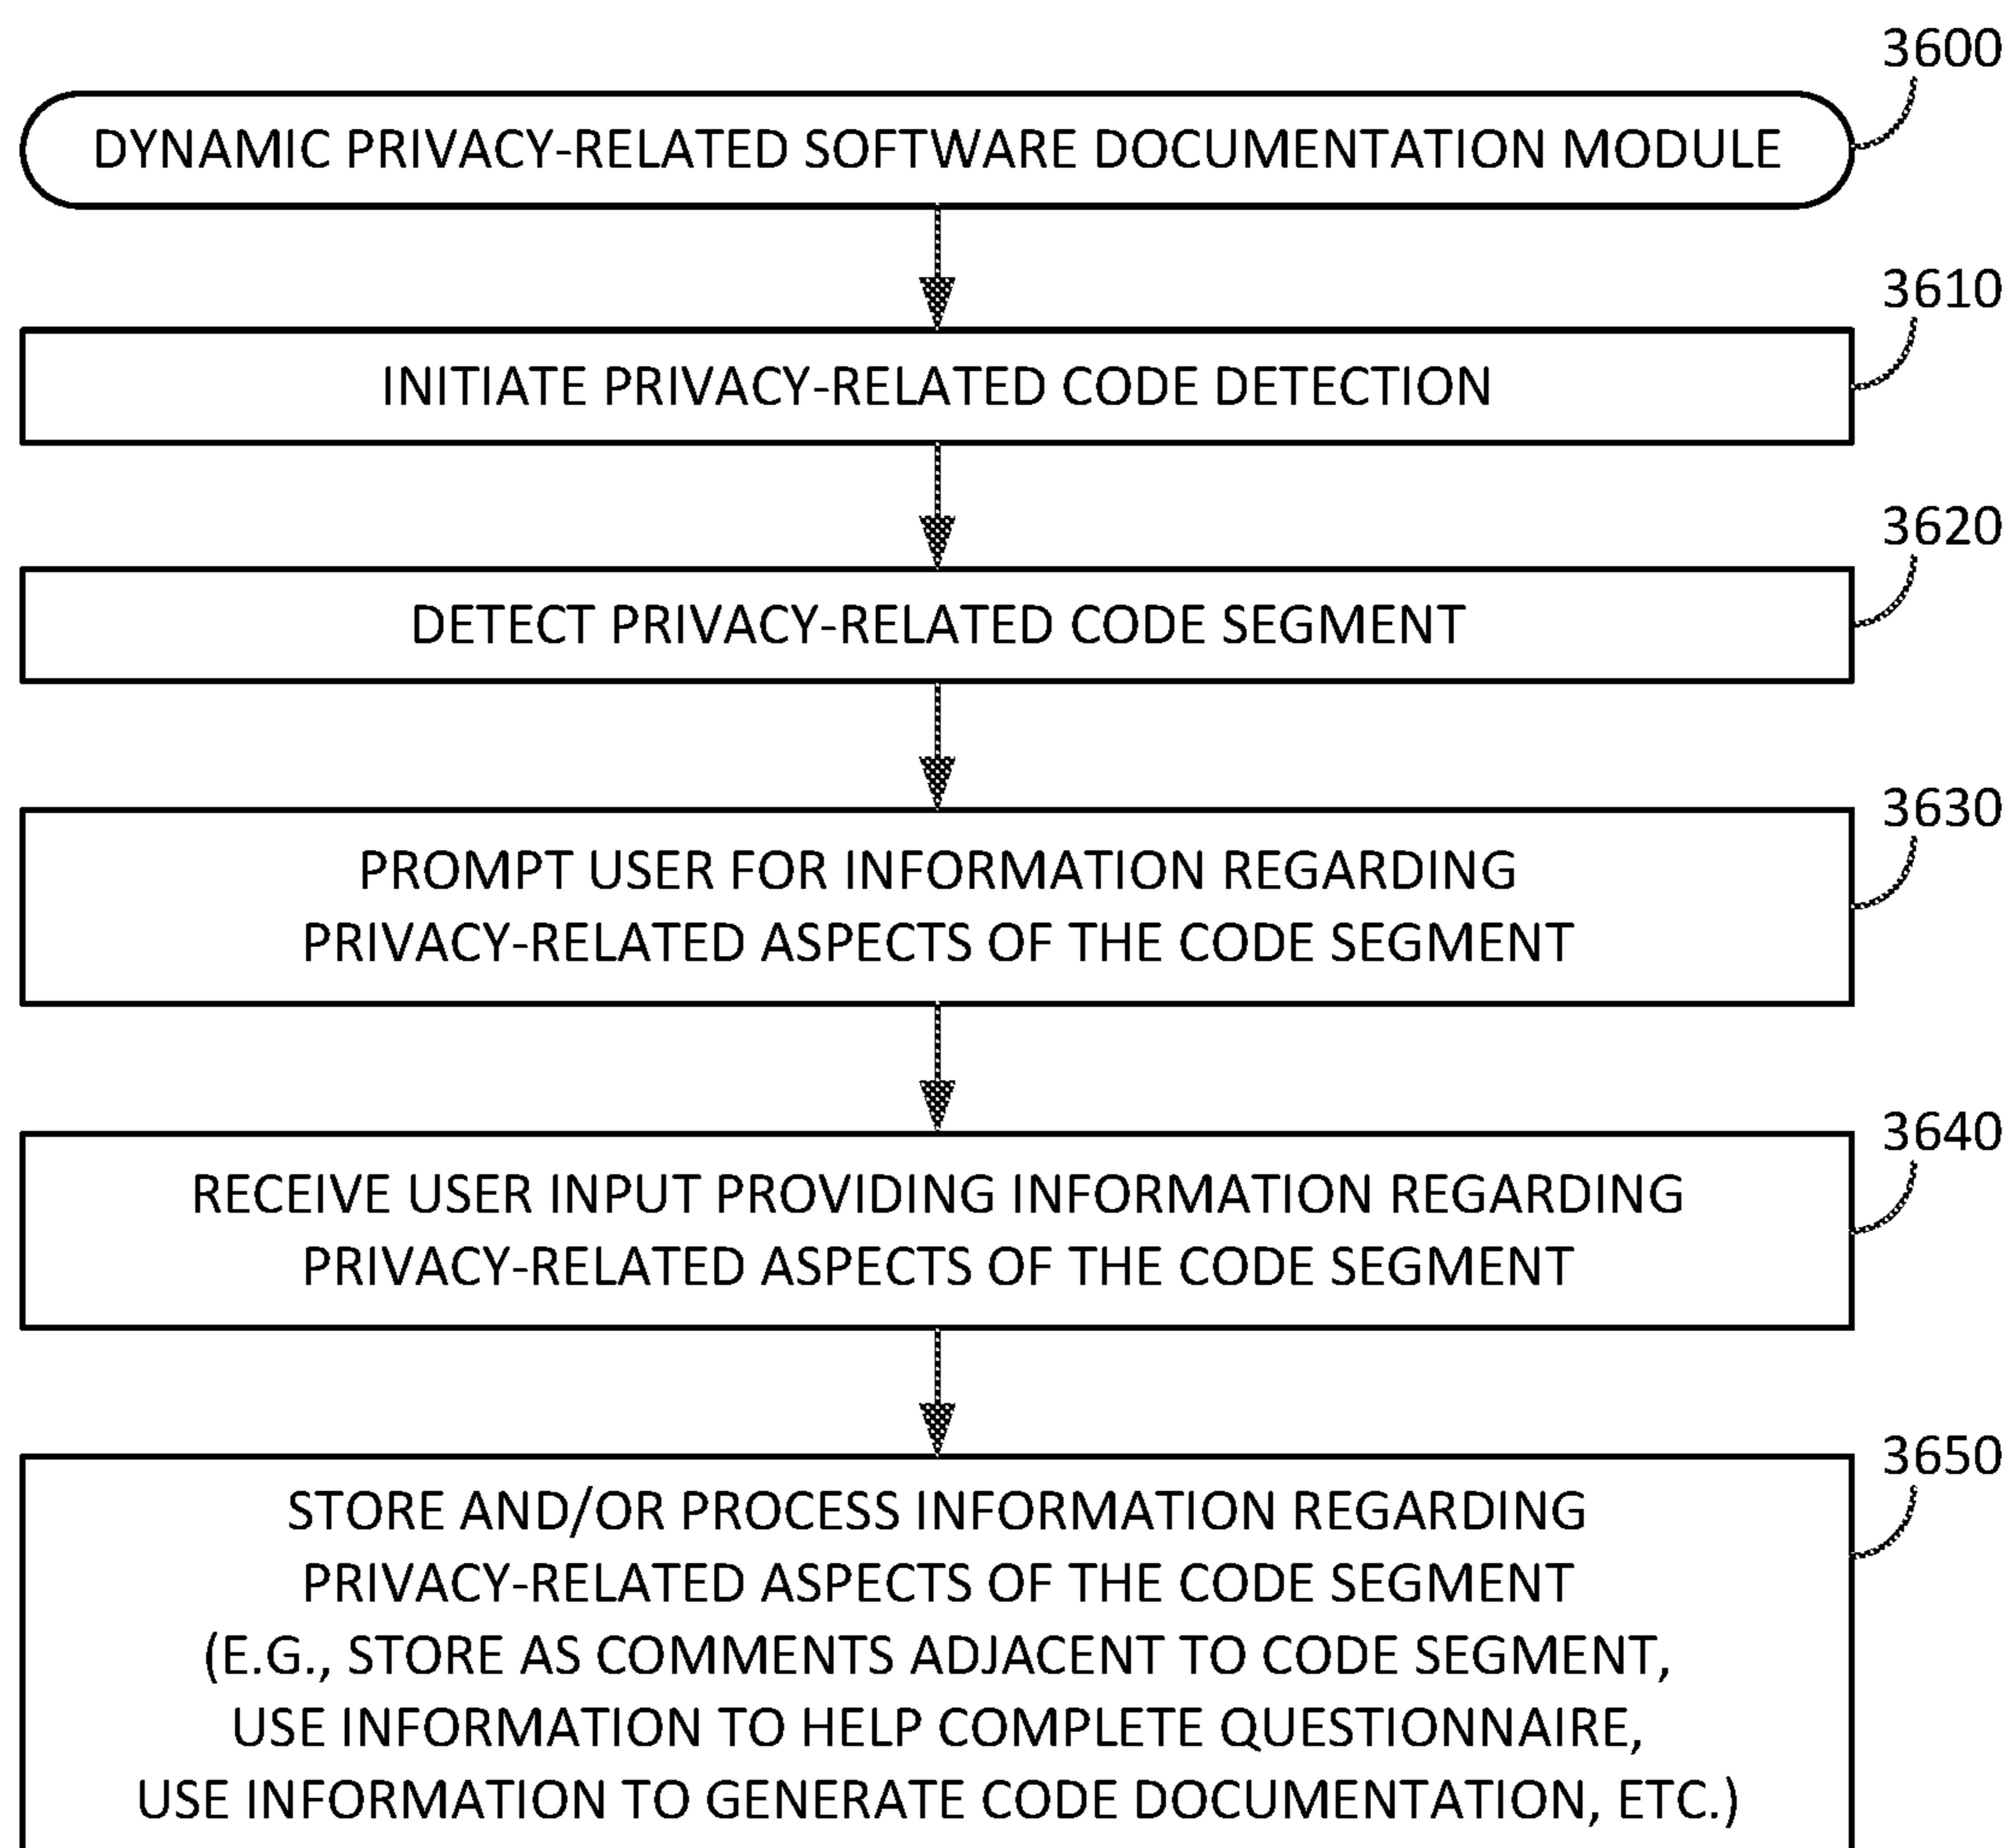 3600
DYNAMIC PRIVACY-RELATED SOFTWARE DOCUMENTATION MODULE
3610
INITIATE PRIVACY-RELATED CODE DETECTION
3620
DETECT PRIVACY-RELATED CODE SEGMENT
3630
PROMPT USER FOR INFORMATION REGARDING
PRIVACY-RELATED ASPECTS OF THE CODE SEGMENT
3640
RECEIVE USER INPUT PROVIDING INFORMATION REGARDING
PRIVACY-RELATED ASPECTS OF THE CODE SEGMENT
3650
STORE AND/OR PROCESS INFORMATION REGARDING
PRIVACY-RELATED ASPECTS OF THE CODE SEGMENT
(E.G., STORE AS COMMENTS ADJACENT TO CODE SEGMENT,
USE INFORMATION TO HELP COMPLETE QUESTIONNAIRE,
USE INFORMATION TO GENERATE CODE DOCUMENTATION, ETC.)